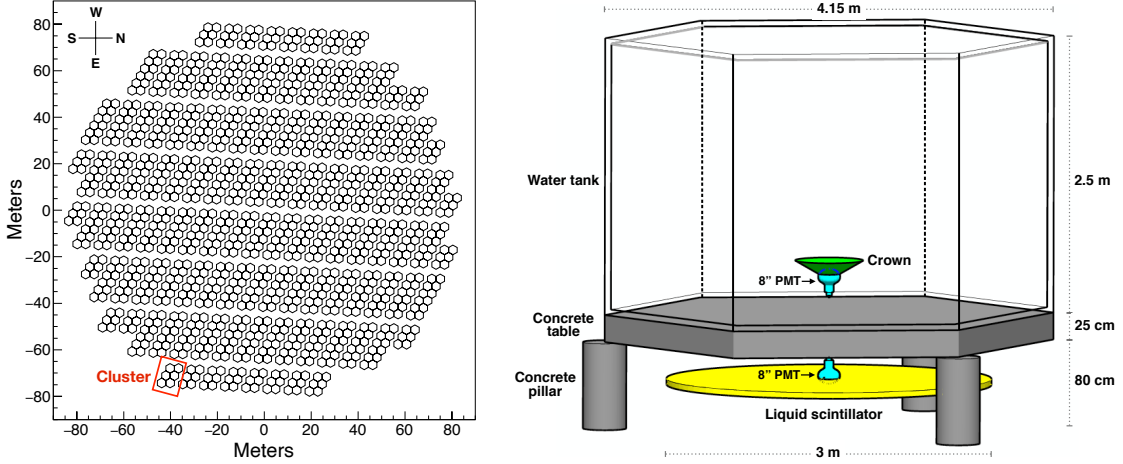 W
S N
E
80
60
40
20
0
−20
−40
−60
−80
Meters
−80 −60 −40 −20 0 20 40 60 80
Meters
Cluster
4.15 m
Water tank
2.5 m
Crown
8” PMT
Concrete
table
25 cm
Concrete
pillar
8” PMT
80 cm
Liquid scintillator
3 m